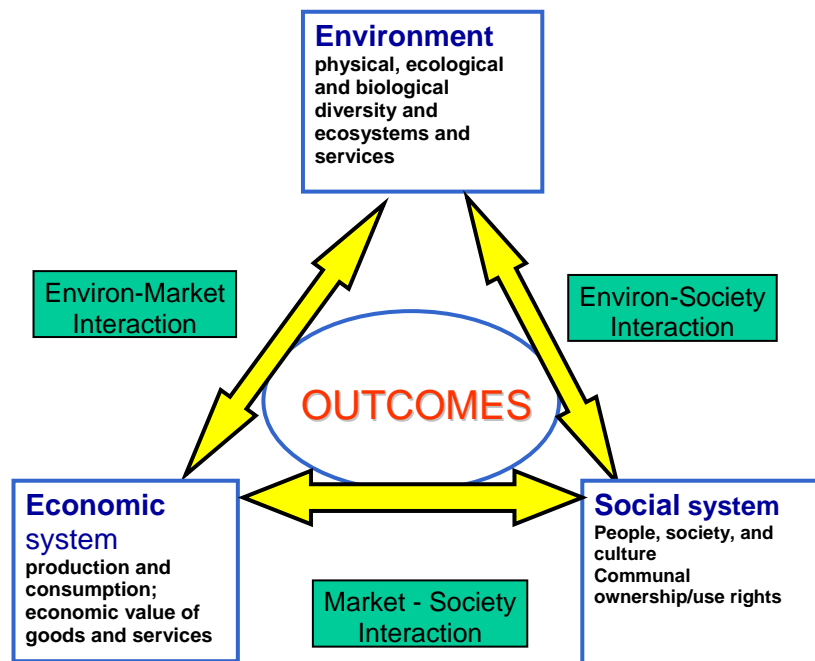 Environment
physical, ecological
and biological
diversity and
ecosystems and
services
Environ-Market
Interaction
Environ-Society
Interaction
OUTCOMES
Economic
system
production and
consumption;
economic value of
goods and services
Social system
People, society, and
culture
Communal
ownership/use rights
Market - Society
Interaction